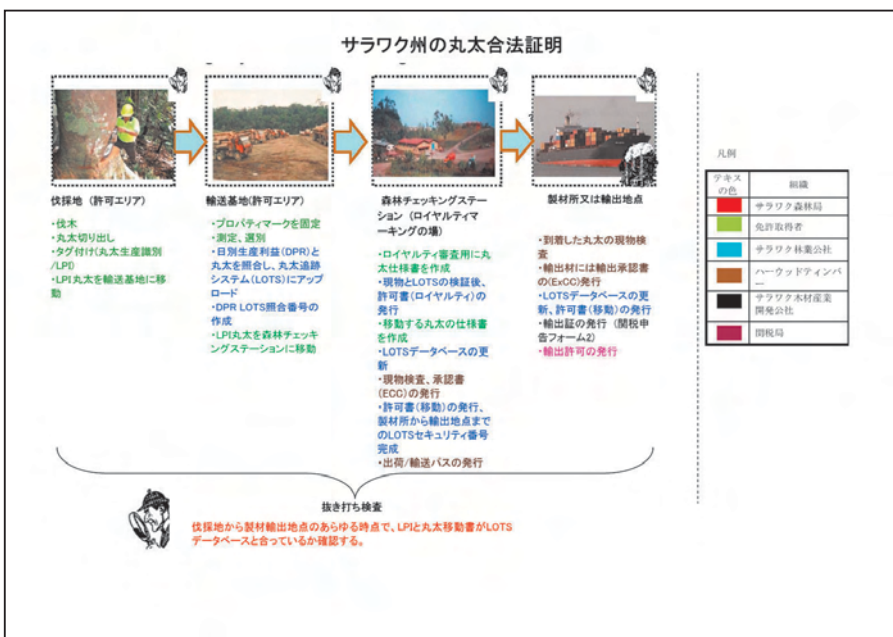 サラワク州の丸太合法証明
伐採地 (許可エリア)
・伐木
・丸太切り出し
・タグ付け(丸太生産識別
/LPI)
・LPI丸太を輸送基地に移
動
輸送基地(許可エリア)
・プロパティマークを固定
・測定、選別
・日別生産利益(DPR)と
丸太を照合し、丸太追跡
システム(LOTS)にアップ
ロード
・DPR LOTS照合番号の
作成
・LPI丸太を森林チェッキ
ングステーションに移動
森林チェッキングステー
ション (ロイヤルティマ
ーキングの場)
・ロイヤルティ審査用に丸
太仕様書を作成
・現物とLOTSの検証後、
許可書(ロイヤルティ)の
発行
・移動する丸太の仕様書
を作成
・LOTSデータベースの更
新
・現物検査、承認書
(ECC)の発行
・許可書(移動)の発行、
製材所から輸出地点まで
のLOTSセキュリティ番号
完成
・出荷/輸送パスの発行
製材所又は輸出地点
・到着した丸太の現物検
査
・輸出材には輸出承認書
の(ExCC)発行
・LOTSデータベースの更
新、許可書(移動)の発行
・輸出証の発行 (関税申
告フォーム2)
・輸出許可の発行
凡例
テキス
の色
組織
サラワク森林局
免許取得者
サラワク林業公社
ハーウッドティンバ
ー
サラワク木材産業
開発公社
関税局
抜き打ち検査
伐採地から製材輸出地点のあらゆる時点で、LPIと丸太移動書がLOTS
データベースと合っているか確認する。